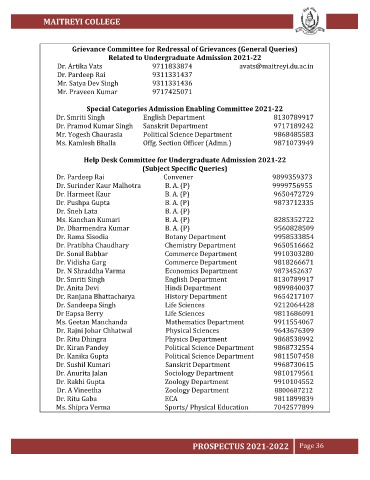 MAITREYI COLLEGE
Grievance Committee for Redressal of Grievances (General Queries)
Related to Undergraduate Admission 2021-22
Dr. Artika Vats 9711833874 avats@maitreyi.du.ac.in
Dr. Pardeep Rai 9311331437
Mr. Satya Dev Singh 9311331436
Mr. Praveen Kumar 9717425071
Special Categories Admission Enabling Committee 2021-22
Dr. Smriti Singh English Department 8130789917
Dr. Pramod Kumar Singh Sanskrit Department 9717189242
Mr. Yogesh Chaurasia Political Science Department 9868485583
Ms. Kamlesh Bhalla Offg. Section Officer (Admn.) 9871073949
Help Desk Committee for Undergraduate Admission 2021-22
(Subject Specific Queries)
Dr. Pardeep Rai Convener 9899359373
Dr. Surinder Kaur Malhotra B. A. (P) 9999756955
Dr. Harmeet Kaur B. A. (P) 9650472729
Dr. Pushpa Gupta B. A. (P) 9873712335
Dr. Sneh Lata B. A. (P)
Ms. Kanchan Kumari B. A. (P) 8285352722
Dr. Dharmendra Kumar B. A. (P) 9560828509
Dr. Rama Sisodia Botany Department 9958533854
Dr. Pratibha Chaudhary Chemistry Department 9650516662
Dr. Sonal Babbar Commerce Department 9910303280
Dr. Vidisha Garg Commerce Department 9818266671
Dr. N Shraddha Varma Economics Department 9873452637
Dr. Smriti Singh English Department 8130789917
Dr. Anita Devi Hindi Department 9899840037
Dr. Ranjana Bhattacharya History Department 9654217107
Dr. Sandeepa Singh Life Sciences 9212064428
Dr Eapsa Berry Life Sciences 9811686091
Ms. Geetan Manchanda Mathematics Department 9911554067
Dr. Rajni Johar Chhatwal Physical Sciences 9643676309
Dr. Ritu Dhingra Physics Department 9868538992
Dr. Kiran Pandey Political Science Department 9868732554
Dr. Kanika Gupta Political Science Department 9811507458
Dr. Sushil Kumari Sanskrit Department 9968730615
Dr. Anurita Jalan Sociology Department 9810179561
Dr. Rakhi Gupta Zoology Department 9910104552
Dr. A Vineetha Zoology Department 8800687212
Dr. Ritu Gaba ECA 9811899839
Ms. Shipra Verma Sports/ Physical Education 7042577899
PROSPECTUS 2021-2022 Page 36